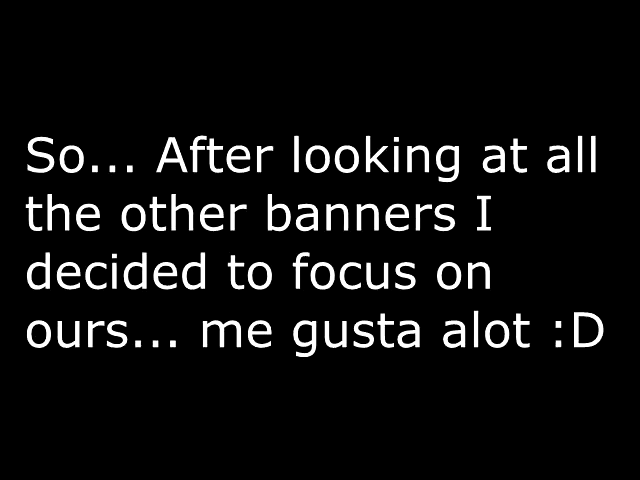 So... After looking at all
the other banners I
decided to focus on
ours... me gusta alot :D